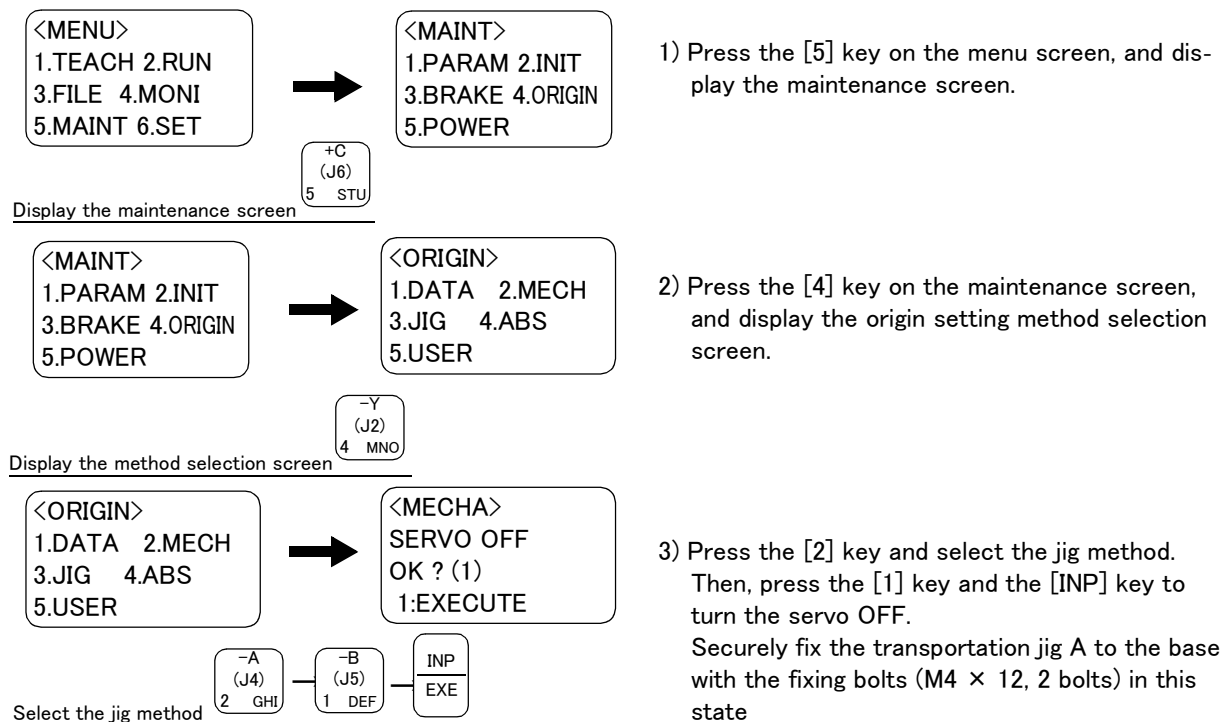 <MENU>
1.TEACH 2.RUN
3.FILE 4.MONI
5.MAINT 6.SET
<MAINT>
1.PARAM 2.INIT
3.BRAKE 4.ORIGIN
5.POWER
+C
(J6)
5 STU
Display the maintenance screen
1) Press the [5] key on the menu screen, and dis-
play the maintenance screen.
<MAINT>
1.PARAM 2.INIT
3.BRAKE 4.ORIGIN
5.POWER
<ORIGIN>
1.DATA 2.MECH
3.JIG 4.ABS
5.USER
−Y
(J2)
4 MNO
Display the method selection screen
2) Press the [4] key on the maintenance screen,
and display the origin setting method selection
screen.
<ORIGIN>
1.DATA 2.MECH
3.JIG 4.ABS
5.USER
<MECHA>
SERVO OFF
OK ? (1)
1:EXECUTE
−A
(J4)
2 GHI
−B
(J5)
1 DEF
INP
EXE
Select the jig method
3) Press the [2] key and select the jig method.
Then, press the [1] key and the [INP] key to
turn the servo OFF.
Securely fix the transportation jig A to the base
with the fixing bolts (M4 × 12, 2 bolts) in this
state